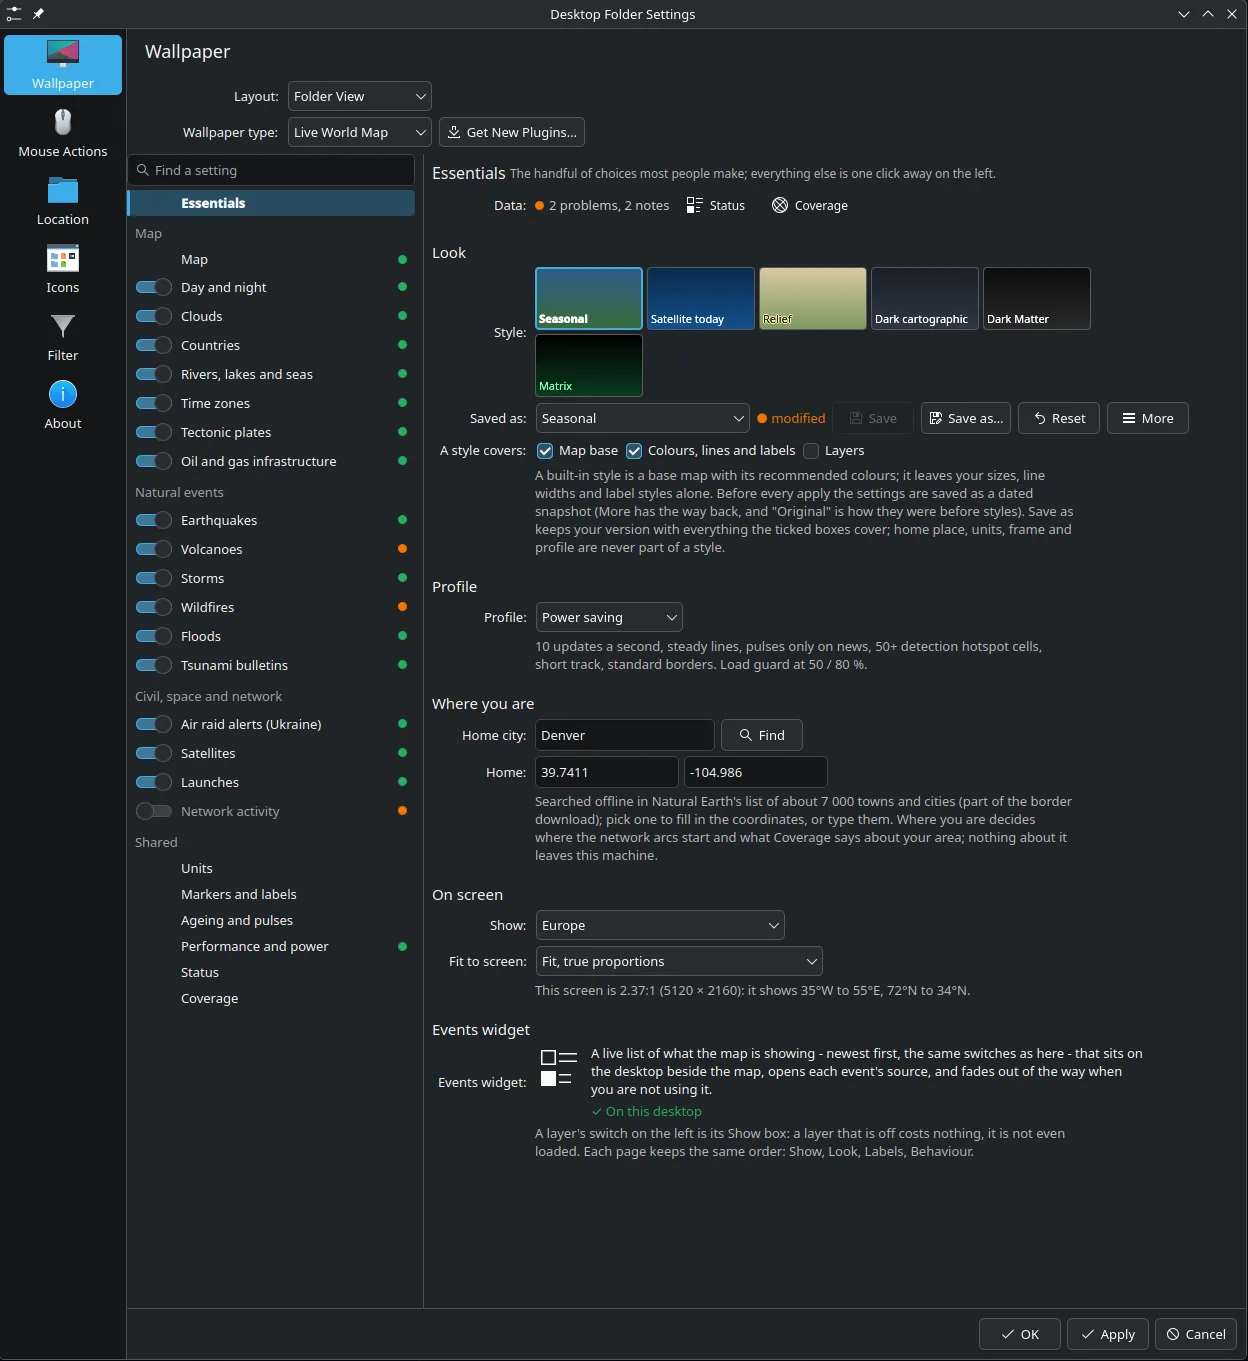 Desktop Folder Settings
Wallpaper
Mouse Actions
Location
Icons
Filter
About
Wallpaper
Layout: Folder View
Wallpaper type: Live World Map Get New Plugins...
Find a setting
Essentials
Map
Map
Day and night
Clouds
Countries
Rivers, lakes and seas
Time zones
Tectonic plates
Oil and gas infrastructure
Natural events
Earthquakes
Volcanoes
Storms
Wildfires
Floods
Tsunami bulletins
Civil, space and network
Air raid alerts (Ukraine)
Satellites
Launches
Network activity
Shared
Units
Markers and labels
Ageing and pulses
Performance and power
Status
Coverage
Essentials The handful of choices most people make; everything else is one click away on the left.
Data: 2 problems, 2 notes Status Coverage
Look
Style: Seasonal Satellite today Relief Dark cartographic Dark Matter
Matrix
Saved as: Seasonal modified Save Save as... Reset More
A style covers: Map base Colours, lines and labels Layers
A built-in style is a base map with its recommended colours; it leaves your sizes, line
widths and label styles alone. Before every apply the settings are saved as a dated
snapshot (More has the way back, and "Original" is how they were before styles). Save as
keeps your version with everything the ticked boxes cover; home place, units, frame and
profile are never part of a style.
Profile
Profile: Power saving
10 updates a second, steady lines, pulses only on news, 50+ detection hotspot cells,
short track, standard borders. Load guard at 50 / 80 %.
Where you are
Home city: Denver Find
Home: 39.7411 -104.986
Searched offline in Natural Earth's list of about 7 000 towns and cities (part of the border
download); pick one to fill in the coordinates, or type them. Where you are decides
where the network arcs start and what Coverage says about your area; nothing about it
leaves this machine.
On screen
Show: Europe
Fit to screen: Fit, true proportions
This screen is 2.37:1 (5120 × 2160): it shows 35°W to 55°E, 72°N to 34°N.
Events widget
Events widget: A live list of what the map is showing - newest first, the same switches as here - that sits on
the desktop beside the map, opens each event's source, and fades out of the way when
you are not using it.
On this desktop
A layer's switch on the left is its Show box: a layer that is off costs nothing, it is not even
loaded. Each page keeps the same order: Show, Look, Labels, Behaviour.
OK Apply Cancel